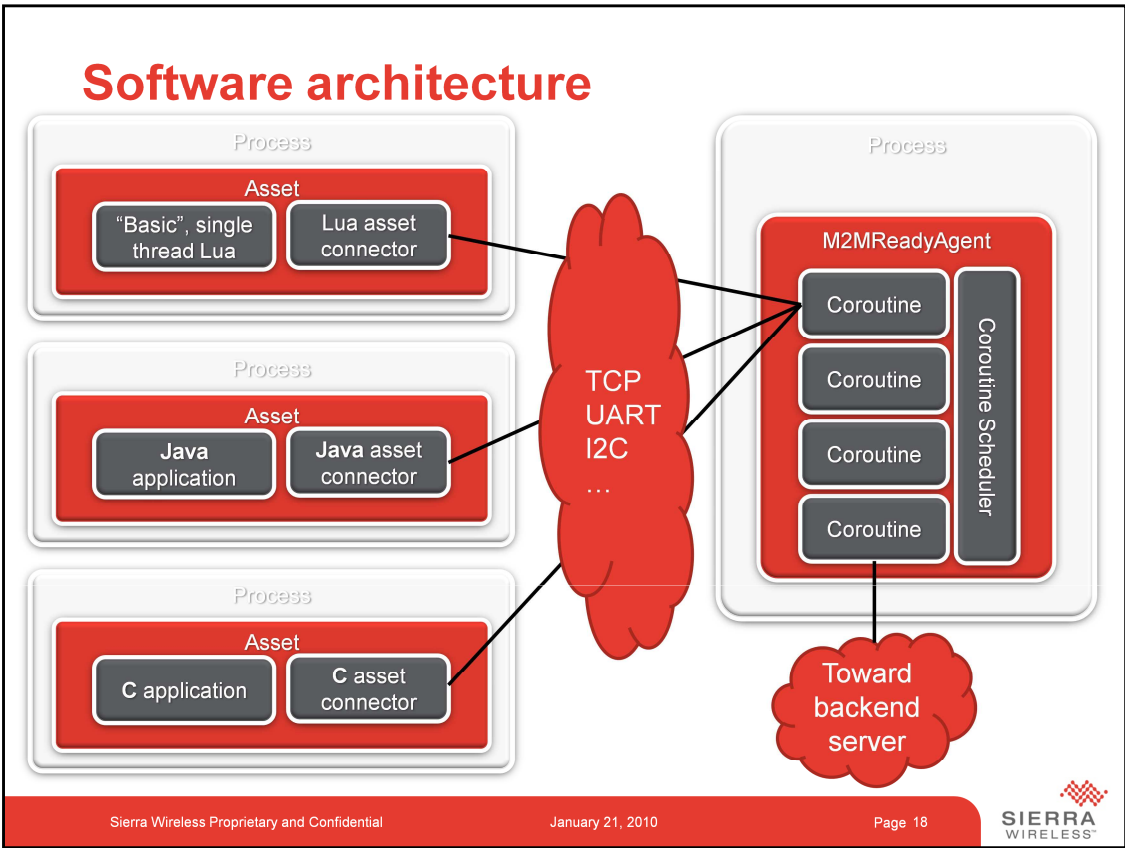 Software architecture
Process
Asset
"Basic", single
thread Lua
Lua asset
connector
Process
Asset
Java
application
Java asset
connector
Process
Asset
C application
C asset
connector
TCP
UART
I2C
…
Process
M2MReadyAgent
Coroutine
Coroutine
Coroutine
Coroutine
Coroutine Scheduler
Toward
backend
server
Sierra Wireless Proprietary and Confidential
January 21, 2010
Page 18
SIERRA
WIRELESS™